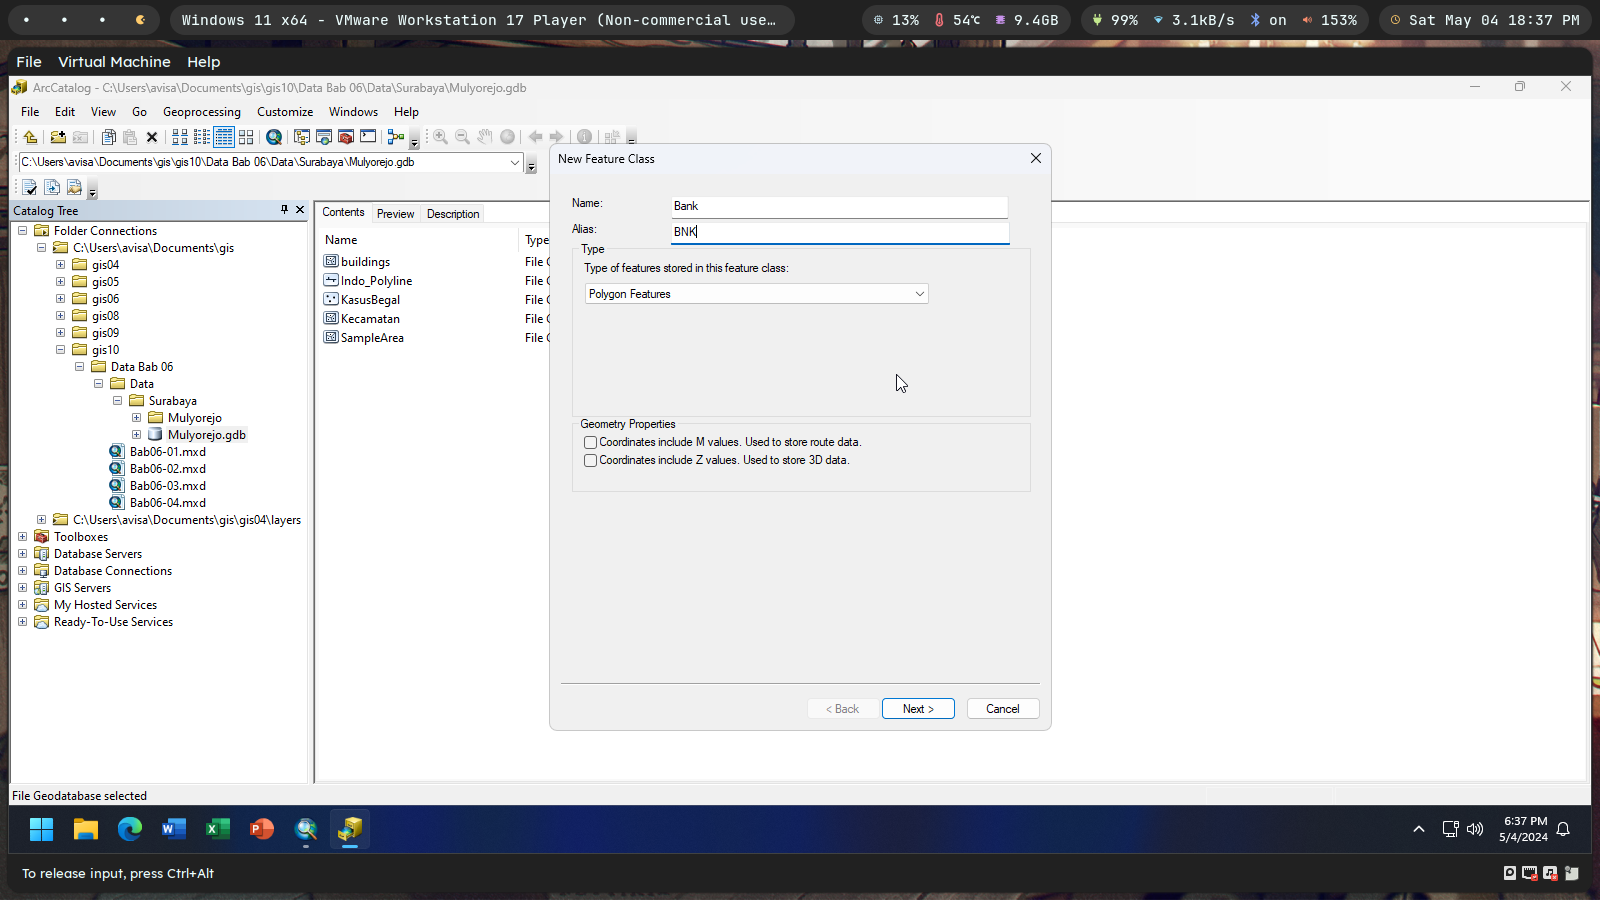 Windows 11 x64 - VMware Workstation 17 Player (Non-commercial use…
13%
54℃
9.4GB
99%
3.1kB/s
on
153%
Sat May 04 18:37 PM
File Virtual Machine Help
ArcCatalog - C:\Users\avisa\Documents\gis\gis10\Data Bab 06\Data\Surabaya\Mulyorejo.gdb
File Edit View Go Geoprocessing Customize Windows Help
C:\Users\avisa\Documents\gis\gis10\Data Bab 06\Data\Surabaya\Mulyorejo.gdb
Catalog Tree
Folder Connections
C:\Users\avisa\Documents\gis
gis04
gis05
gis06
gis08
gis09
gis10
Data Bab 06
Data
Surabaya
Mulyorejo
Mulyorejo.gdb
Bab06-01.mxd
Bab06-02.mxd
Bab06-03.mxd
Bab06-04.mxd
C:\Users\avisa\Documents\gis\gis04\layers
Toolboxes
Database Servers
Database Connections
GIS Servers
My Hosted Services
Ready-To-Use Services
Contents Preview Description
Name Type
buildings File
Indo_Polyline File
KasusBegal File
Kecamatan File
SampleArea File
New Feature Class
Name: Bank
Alias: BNK
Type
Type of features stored in this feature class:
Polygon Features
Geometry Properties
Coordinates include M values. Used to store route data.
Coordinates include Z values. Used to store 3D data.
< Back Next > Cancel
File Geodatabase selected
6:37 PM
5/4/2024
To release input, press Ctrl+Alt